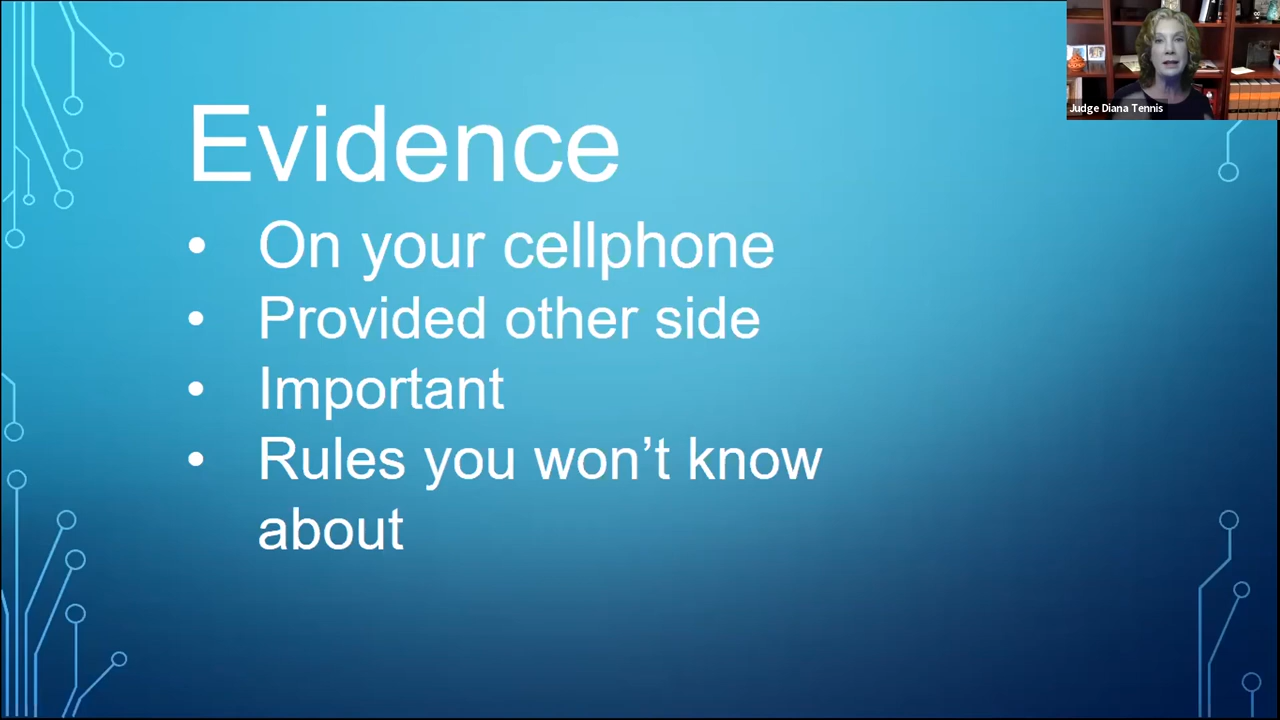 Evidence
• On your cellphone
• Provided other side
• Important
• Rules you won’t know
about
Judge Diana Tennis